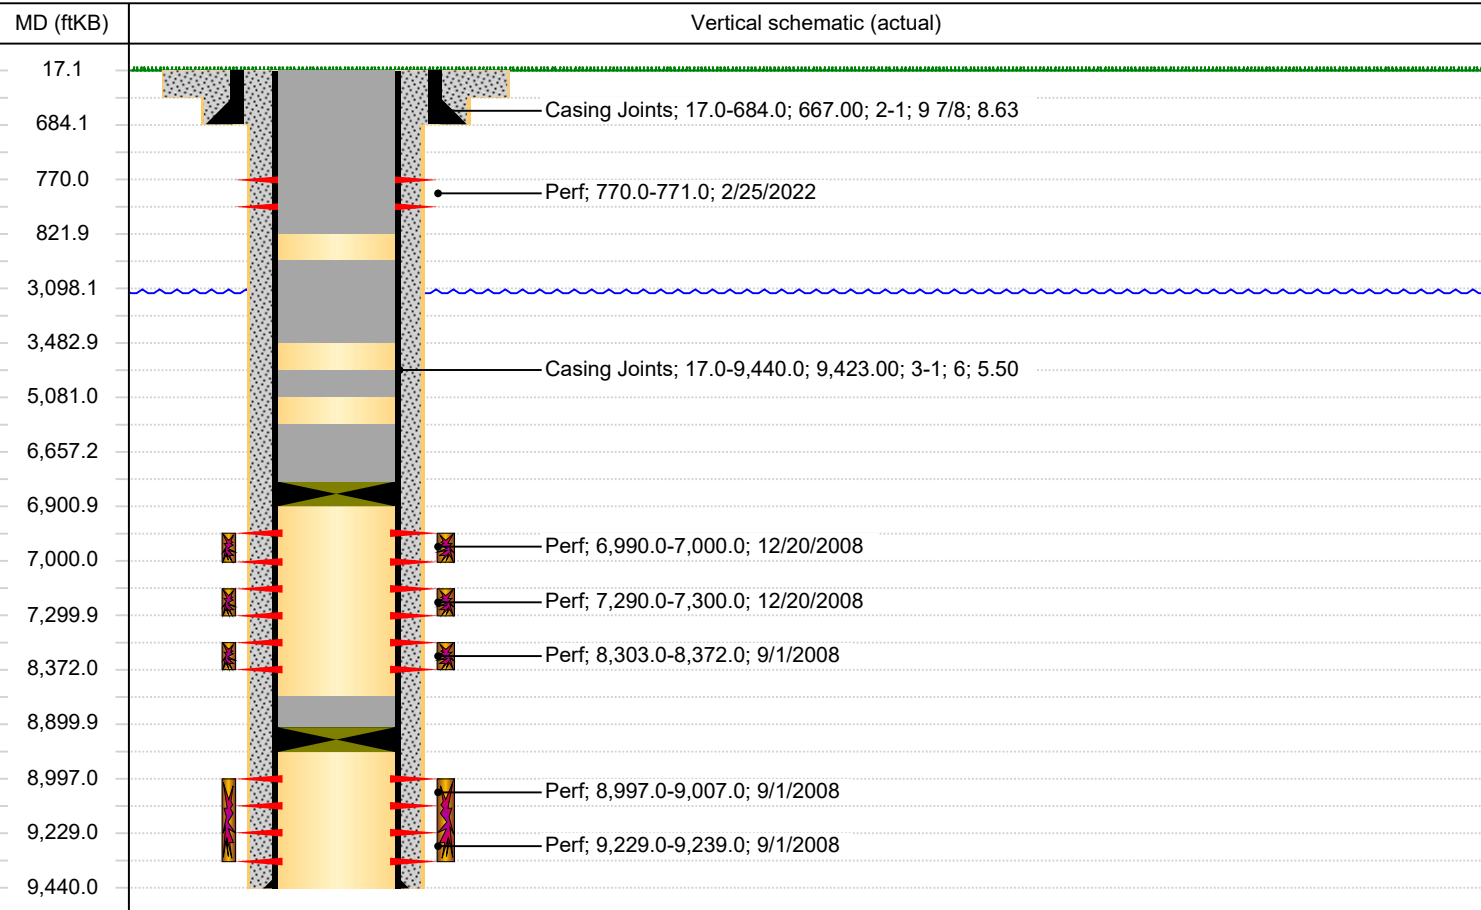 MD (ftKB) Vertical schematic (actual)
17.1
Casing Joints; 17.0-684.0; 667.00; 2-1; 9 7/8; 8.63
684.1
770.0
Perf; 770.0-771.0; 2/25/2022
821.9
3,098.1
3,482.9
Casing Joints; 17.0-9,440.0; 9,423.00; 3-1; 6; 5.50
5,081.0
6,657.2
6,900.9
Perf; 6,990.0-7,000.0; 12/20/2008
7,000.0
Perf; 7,290.0-7,300.0; 12/20/2008
7,299.9
Perf; 8,303.0-8,372.0; 9/1/2008
8,372.0
8,899.9
8,997.0
Perf; 8,997.0-9,007.0; 9/1/2008
9,229.0
Perf; 9,229.0-9,239.0; 9/1/2008
9,440.0